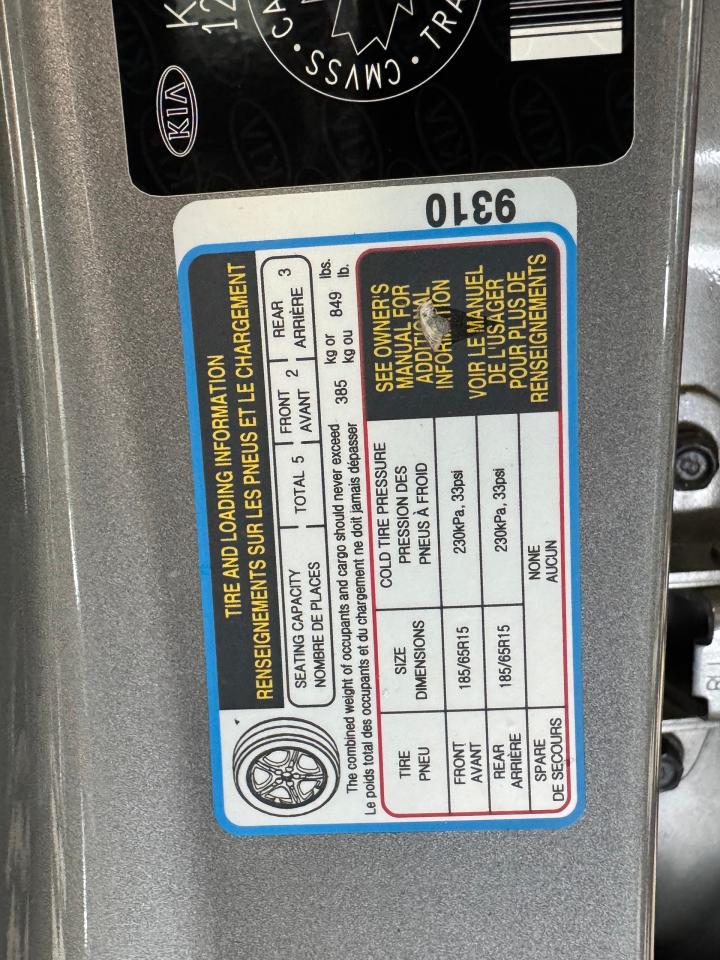 KIA
CMVSS
9310
TIRE AND LOADING INFORMATION
RENSEIGNEMENTS SUR LES PNEUS ET LE CHARGEMENT
SEATING CAPACITY TOTAL 5 FRONT 2 REAR 3
NOMBRE DE PLACES AVANT ARRIÈRE
The combined weight of occupants and cargo should never exceed 385 kg or 849 lbs.
Le poids total des occupants et du chargement ne doit jamais dépasser kg ou lb.
TIRE SIZE COLD TIRE PRESSURE
PNEU DIMENSIONS PRESSION DES
PNEUS À FROID
FRONT 185/65R15 230kPa, 33psi
AVANT
REAR 185/65R15 230kPa, 33psi
ARRIÈRE
SPARE NONE
DE SECOURS AUCUN
SEE OWNER'S
MANUAL FOR
ADDITIONAL
INFORMATION
VOIR LE MANUEL
DE L'USAGER
POUR PLUS DE
RENSEIGNEMENTS